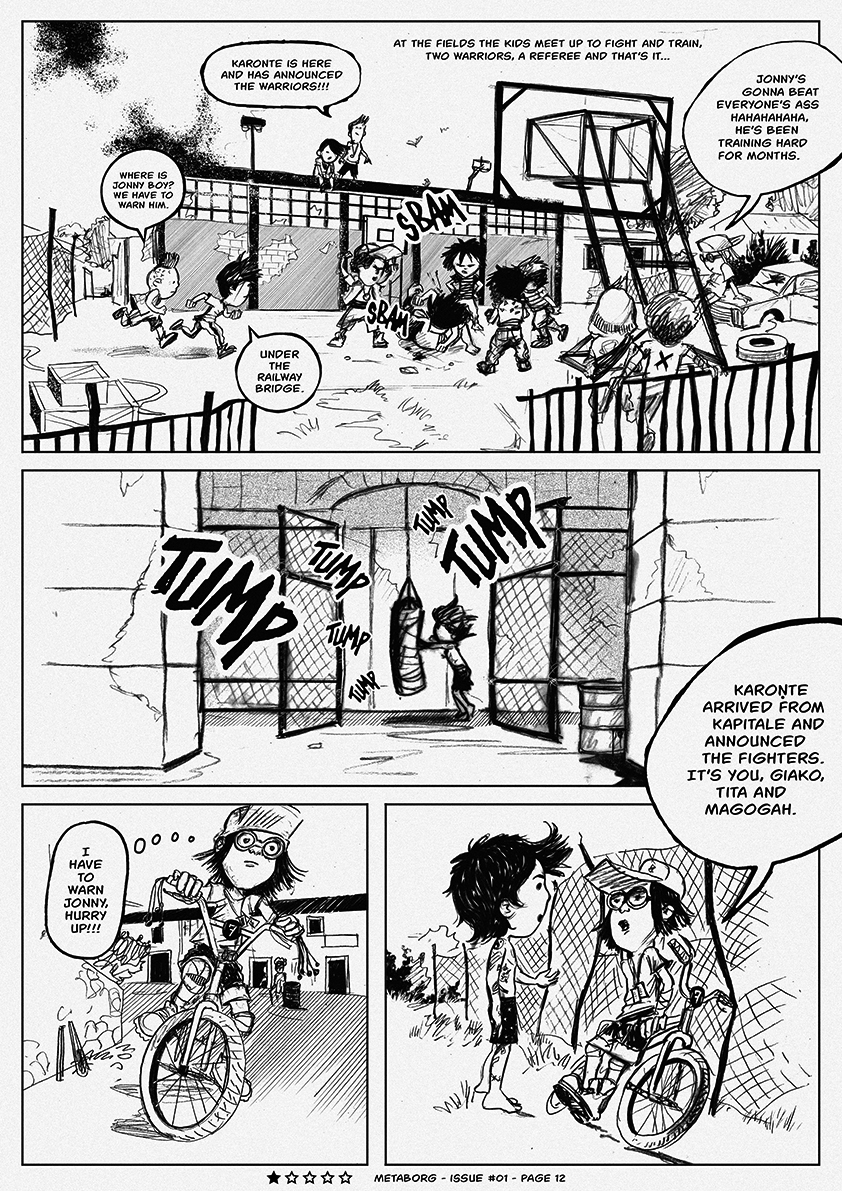 AT THE FIELDS THE KIDS MEET UP TO FIGHT AND TRAIN,
TWO WARRIORS, A REFEREE AND THAT'S IT...
KARONTE IS HERE
AND HAS ANNOUNCED
THE WARRIORS!!!
JONNY'S
GONNA BEAT
EVERYONE'S ASS
HAHAHAHAHA,
HE'S BEEN
TRAINING HARD
FOR MONTHS.
WHERE IS
JONNY BOY?
WE HAVE TO
WARN HIM.
SBAM
SBAM
UNDER
THE
RAILWAY
BRIDGE.
X
TUMP
TUMP
TUMP
TUMP
TUMP
TUMP
KARONTE
ARRIVED FROM
KAPITALE AND
ANNOUNCED
THE FIGHTERS.
IT'S YOU, GIAKO,
TITA AND
MAGOGAH.
I
HAVE
TO
WARN
JONNY,
HURRY
UP!!!
7
7
METABORG - ISSUE #01 - PAGE 12